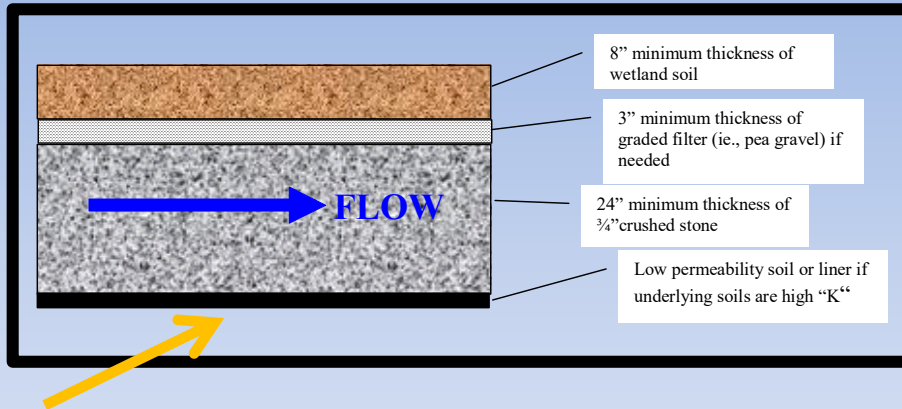 8” minimum thickness of
wetland soil
3” minimum thickness of
graded filter (ie., pea gravel) if
needed
FLOW
24” minimum thickness of
¾”crushed stone
Low permeability soil or liner if
underlying soils are high “K“